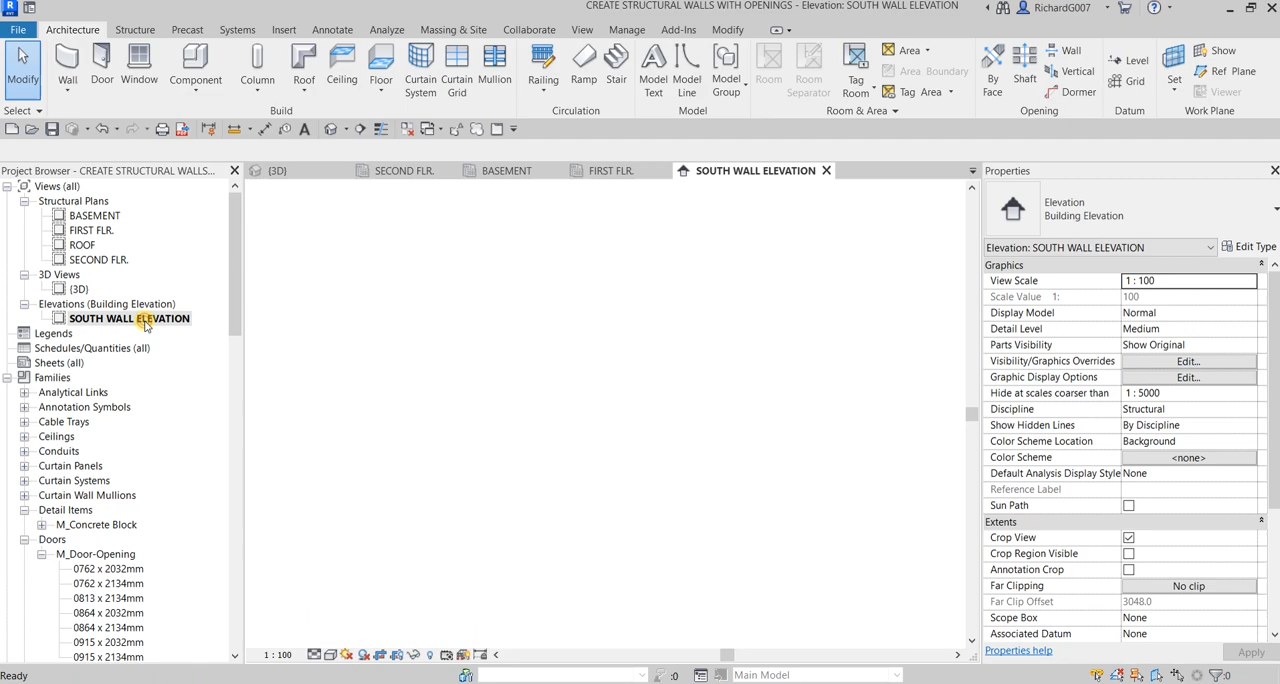 CREATE STRUCTURAL WALLS WITH OPENINGS - Elevation: SOUTH WALL ELEVATION
RichardG007
File Architecture Structure Precast Systems Insert Annotate Analyze Massing & Site Collaborate View Manage Add-Ins Modify
Modify Wall Door Window Component Column Roof Ceiling Floor Curtain System Curtain Grid Mullion Railing Ramp Stair Model Text Model Line Model Group Room Room Separator Tag Room Area Area Boundary Tag Area By Face Shaft Wall Vertical Dormer Level Grid Set Show Ref Plane Viewer
Select Build Circulation Model Room & Area Opening Datum Work Plane
Project Browser - CREATE STRUCTURAL WALLS...
{3D} SECOND FLR. BASEMENT FIRST FLR. SOUTH WALL ELEVATION
Properties
Views (all)
Structural Plans
BASEMENT
FIRST FLR.
ROOF
SECOND FLR.
3D Views
{3D}
Elevations (Building Elevation)
SOUTH WALL ELEVATION
Legends
Schedules/Quantities (all)
Sheets (all)
Families
Analytical Links
Annotation Symbols
Cable Trays
Ceilings
Conduits
Curtain Panels
Curtain Systems
Curtain Wall Mullions
Detail Items
M_Concrete Block
Doors
M_Door-Opening
0762 x 2032mm
0762 x 2134mm
0813 x 2134mm
0864 x 2032mm
0864 x 2134mm
0915 x 2032mm
0915 x 2134mm
Elevation
Building Elevation
Elevation: SOUTH WALL ELEVATION Edit Type
Graphics
View Scale 1 : 100
Scale Value 1: 100
Display Model Normal
Detail Level Medium
Parts Visibility Show Original
Visibility/Graphics Overrides Edit...
Graphic Display Options Edit...
Hide at scales coarser than 1 : 5000
Discipline Structural
Show Hidden Lines By Discipline
Color Scheme Location Background
Color Scheme <none>
Default Analysis Display Style None
Reference Label
Sun Path
Extents
Crop View
Crop Region Visible
Annotation Crop
Far Clipping No clip
Far Clip Offset 3048.0
Scope Box None
Associated Datum None
Properties help Apply
1 : 100
Ready
:0 Main Model :0